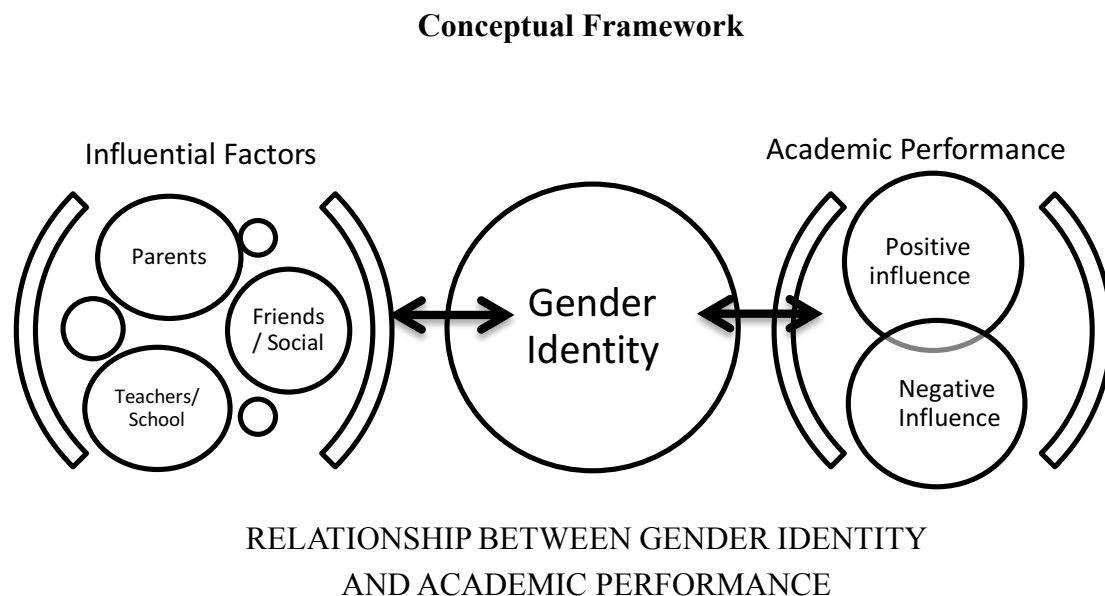 Conceptual Framework
Influential Factors
Parents
Friends
/ Social
Teachers/
School
Gender
Identity
Academic Performance
Positive
influence
Negative
Influence
RELATIONSHIP BETWEEN GENDER IDENTITY
AND ACADEMIC PERFORMANCE